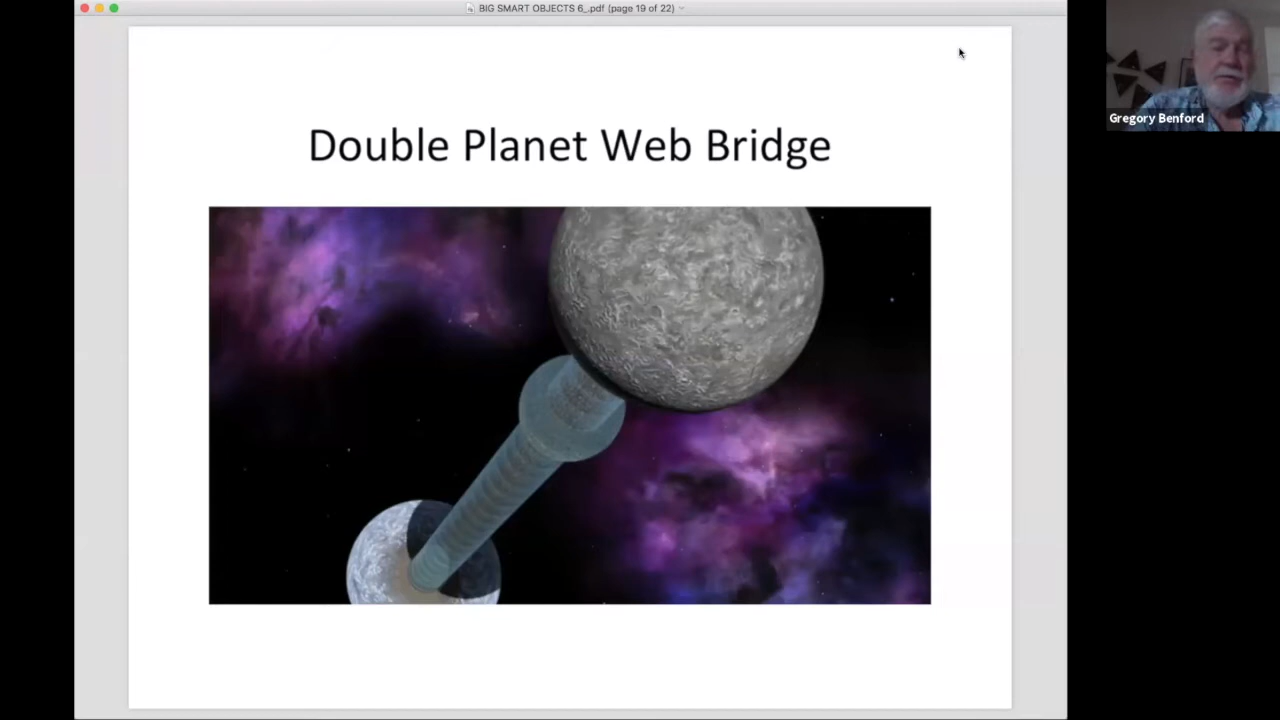 BIG SMART OBJECTS 6_.pdf (page 19 of 22)
Gregory Benford
Double Planet Web Bridge